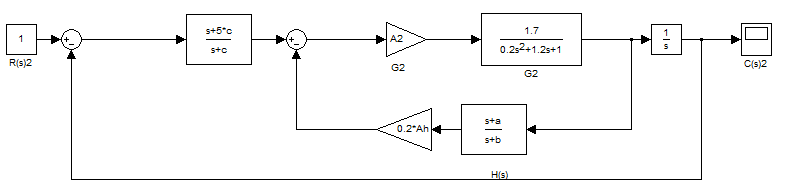 1
R(s)2
+
-
s+5*c
s+c
+
-
A2
G2
1.7
0.2s2+1.2s+1
G2
1
s
C(s)2
0.2*Ah
s+a
s+b
H(s)